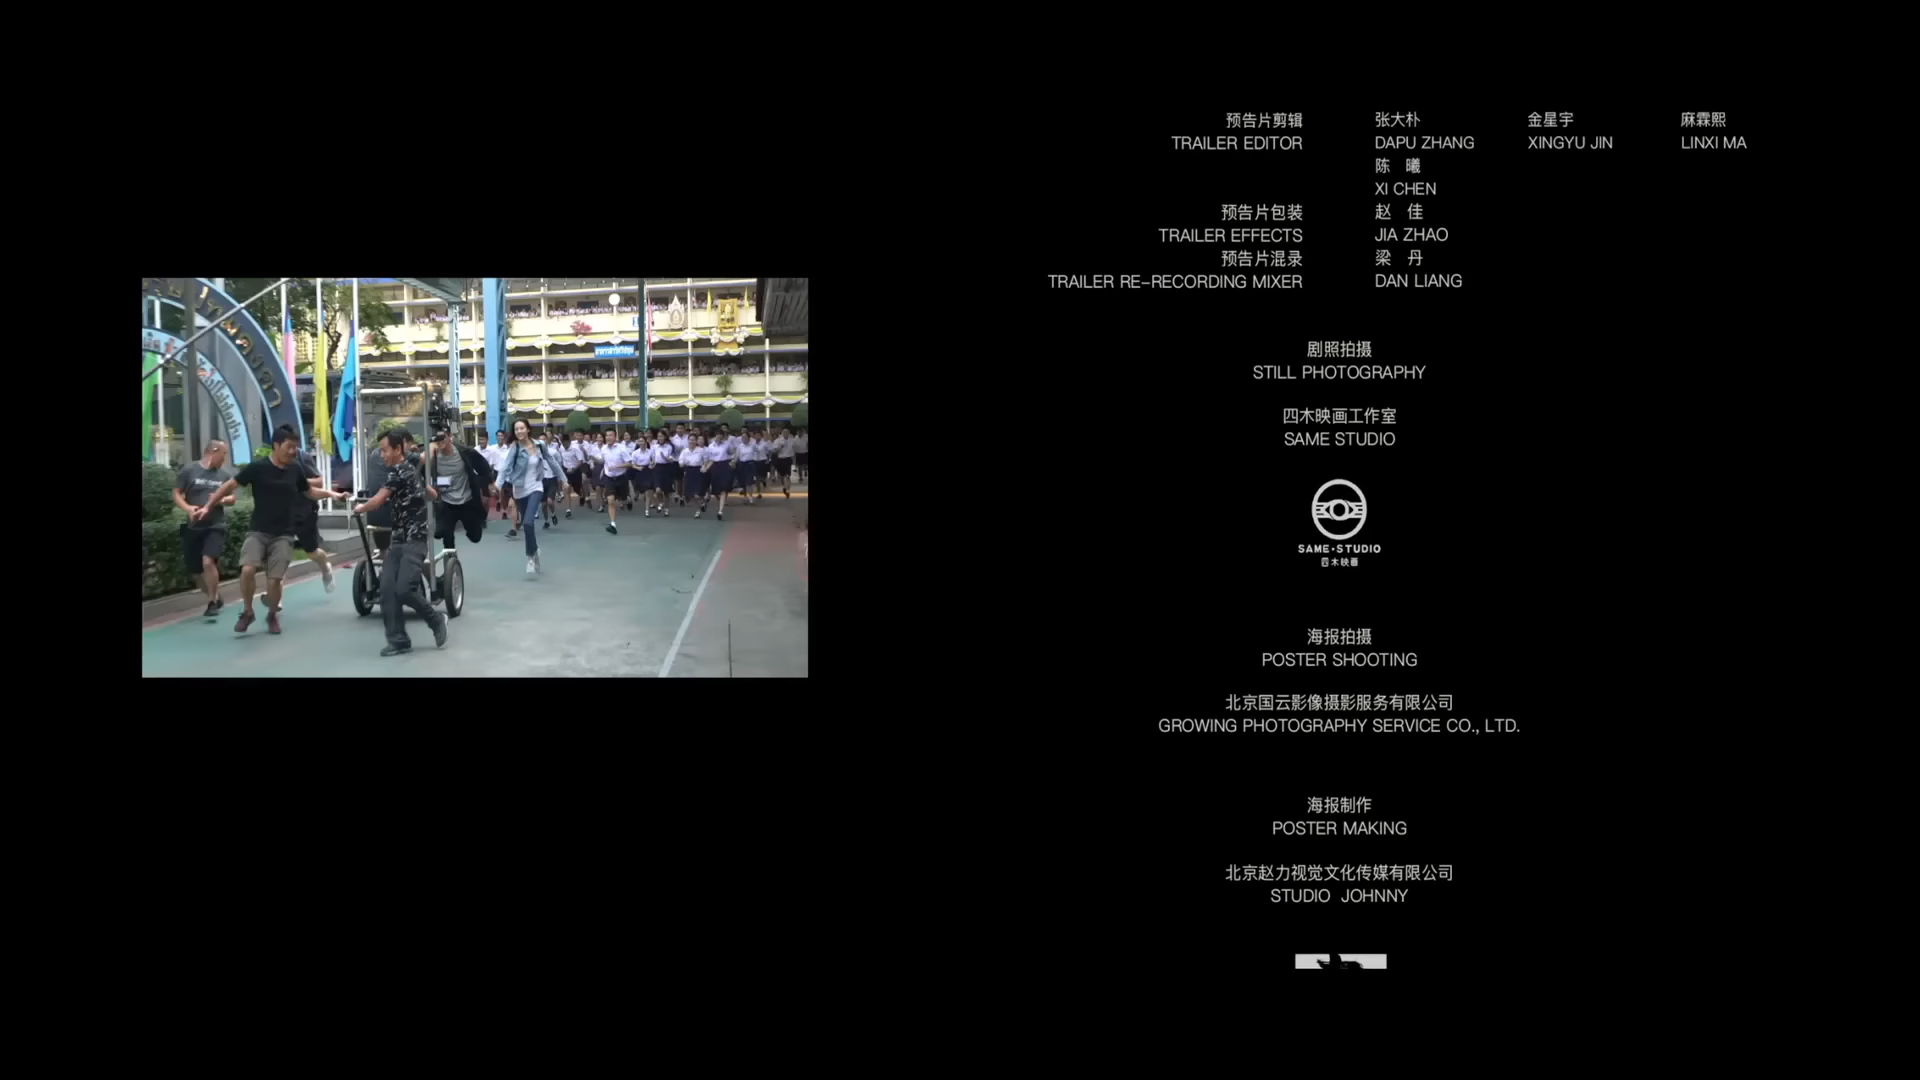 预告片剪辑 张大朴 金星宇 麻霖熙
TRAILER EDITOR DAPU ZHANG XINGYU JIN LINXI MA
陈 曦
XI CHEN
预告片包装 赵 佳
TRAILER EFFECTS JIA ZHAO
预告片混录 梁 丹
TRAILER RE-RECORDING MIXER DAN LIANG
剧照拍摄
STILL PHOTOGRAPHY
四木映画工作室
SAME STUDIO
SAME·STUDIO
四木映画
海报拍摄
POSTER SHOOTING
北京国云影像摄影服务有限公司
GROWING PHOTOGRAPHY SERVICE CO., LTD.
海报制作
POSTER MAKING
北京赵力视觉文化传媒有限公司
STUDIO JOHNNY